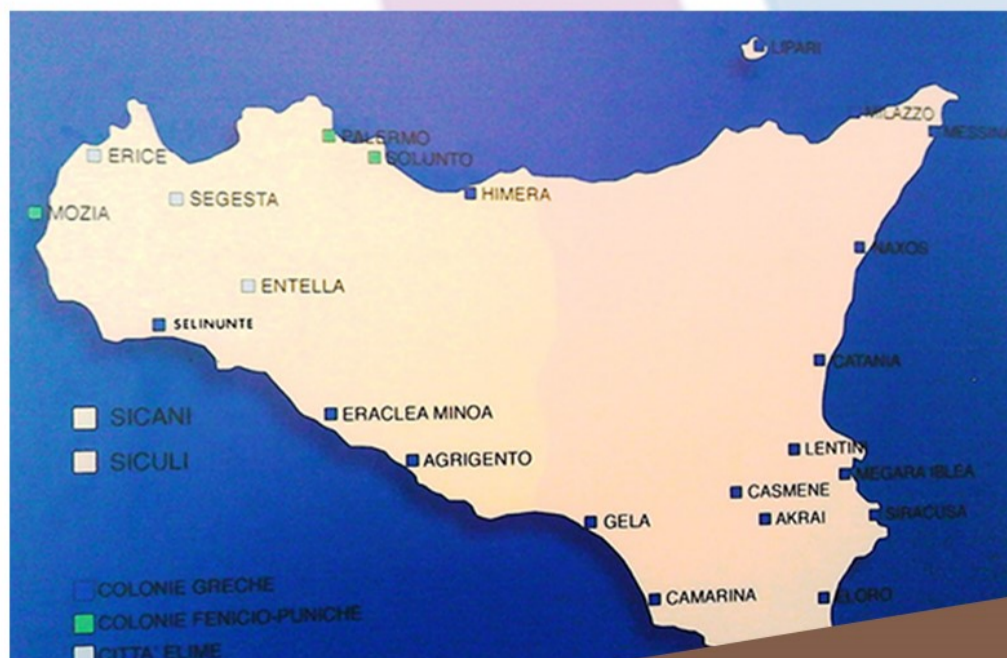 LIPARI
MILAZZO
MESSINA
PALERMO
ERICE
SOLUNTO
HIMERA
SEGESTA
MOZIA
NAXOS
ENTELLA
SELINUNTE
CATANIA
ERACLEA MINOA
SICANI
LENTINI
AGRIGENTO
SICULI
MEGARA IBLEA
CASMENE
SIRACUSA
AKRAI
GELA
COLONIE GRECHE
CAMARINA
ELORO
COLONIE FENICIO-PUNICHE
CITTA' ELIME